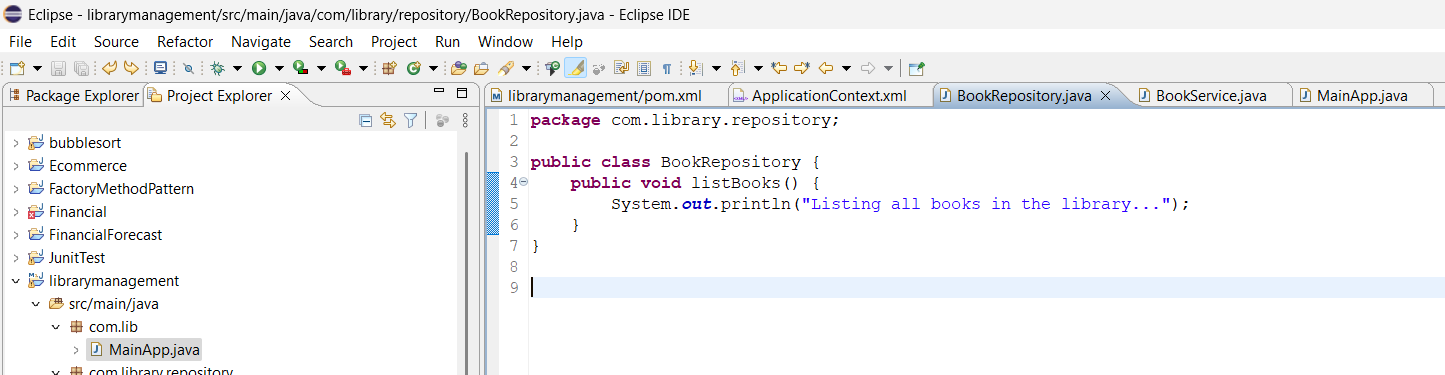 Eclipse - librarymanagement/src/main/java/com/library/repository/BookRepository.java - Eclipse IDE
File Edit Source Refactor Navigate Search Project Run Window Help
Package Explorer Project Explorer
bubblesort
Ecommerce
FactoryMethodPattern
Financial
FinancialForecast
JunitTest
librarymanagement
src/main/java
com.lib
MainApp.java
com.library.repository
librarymanagement/pom.xml ApplicationContext.xml BookRepository.java BookService.java MainApp.java
1 package com.library.repository;
2
3 public class BookRepository {
4 public void listBooks() {
5 System.out.println("Listing all books in the library...");
6 }
7 }
8
9